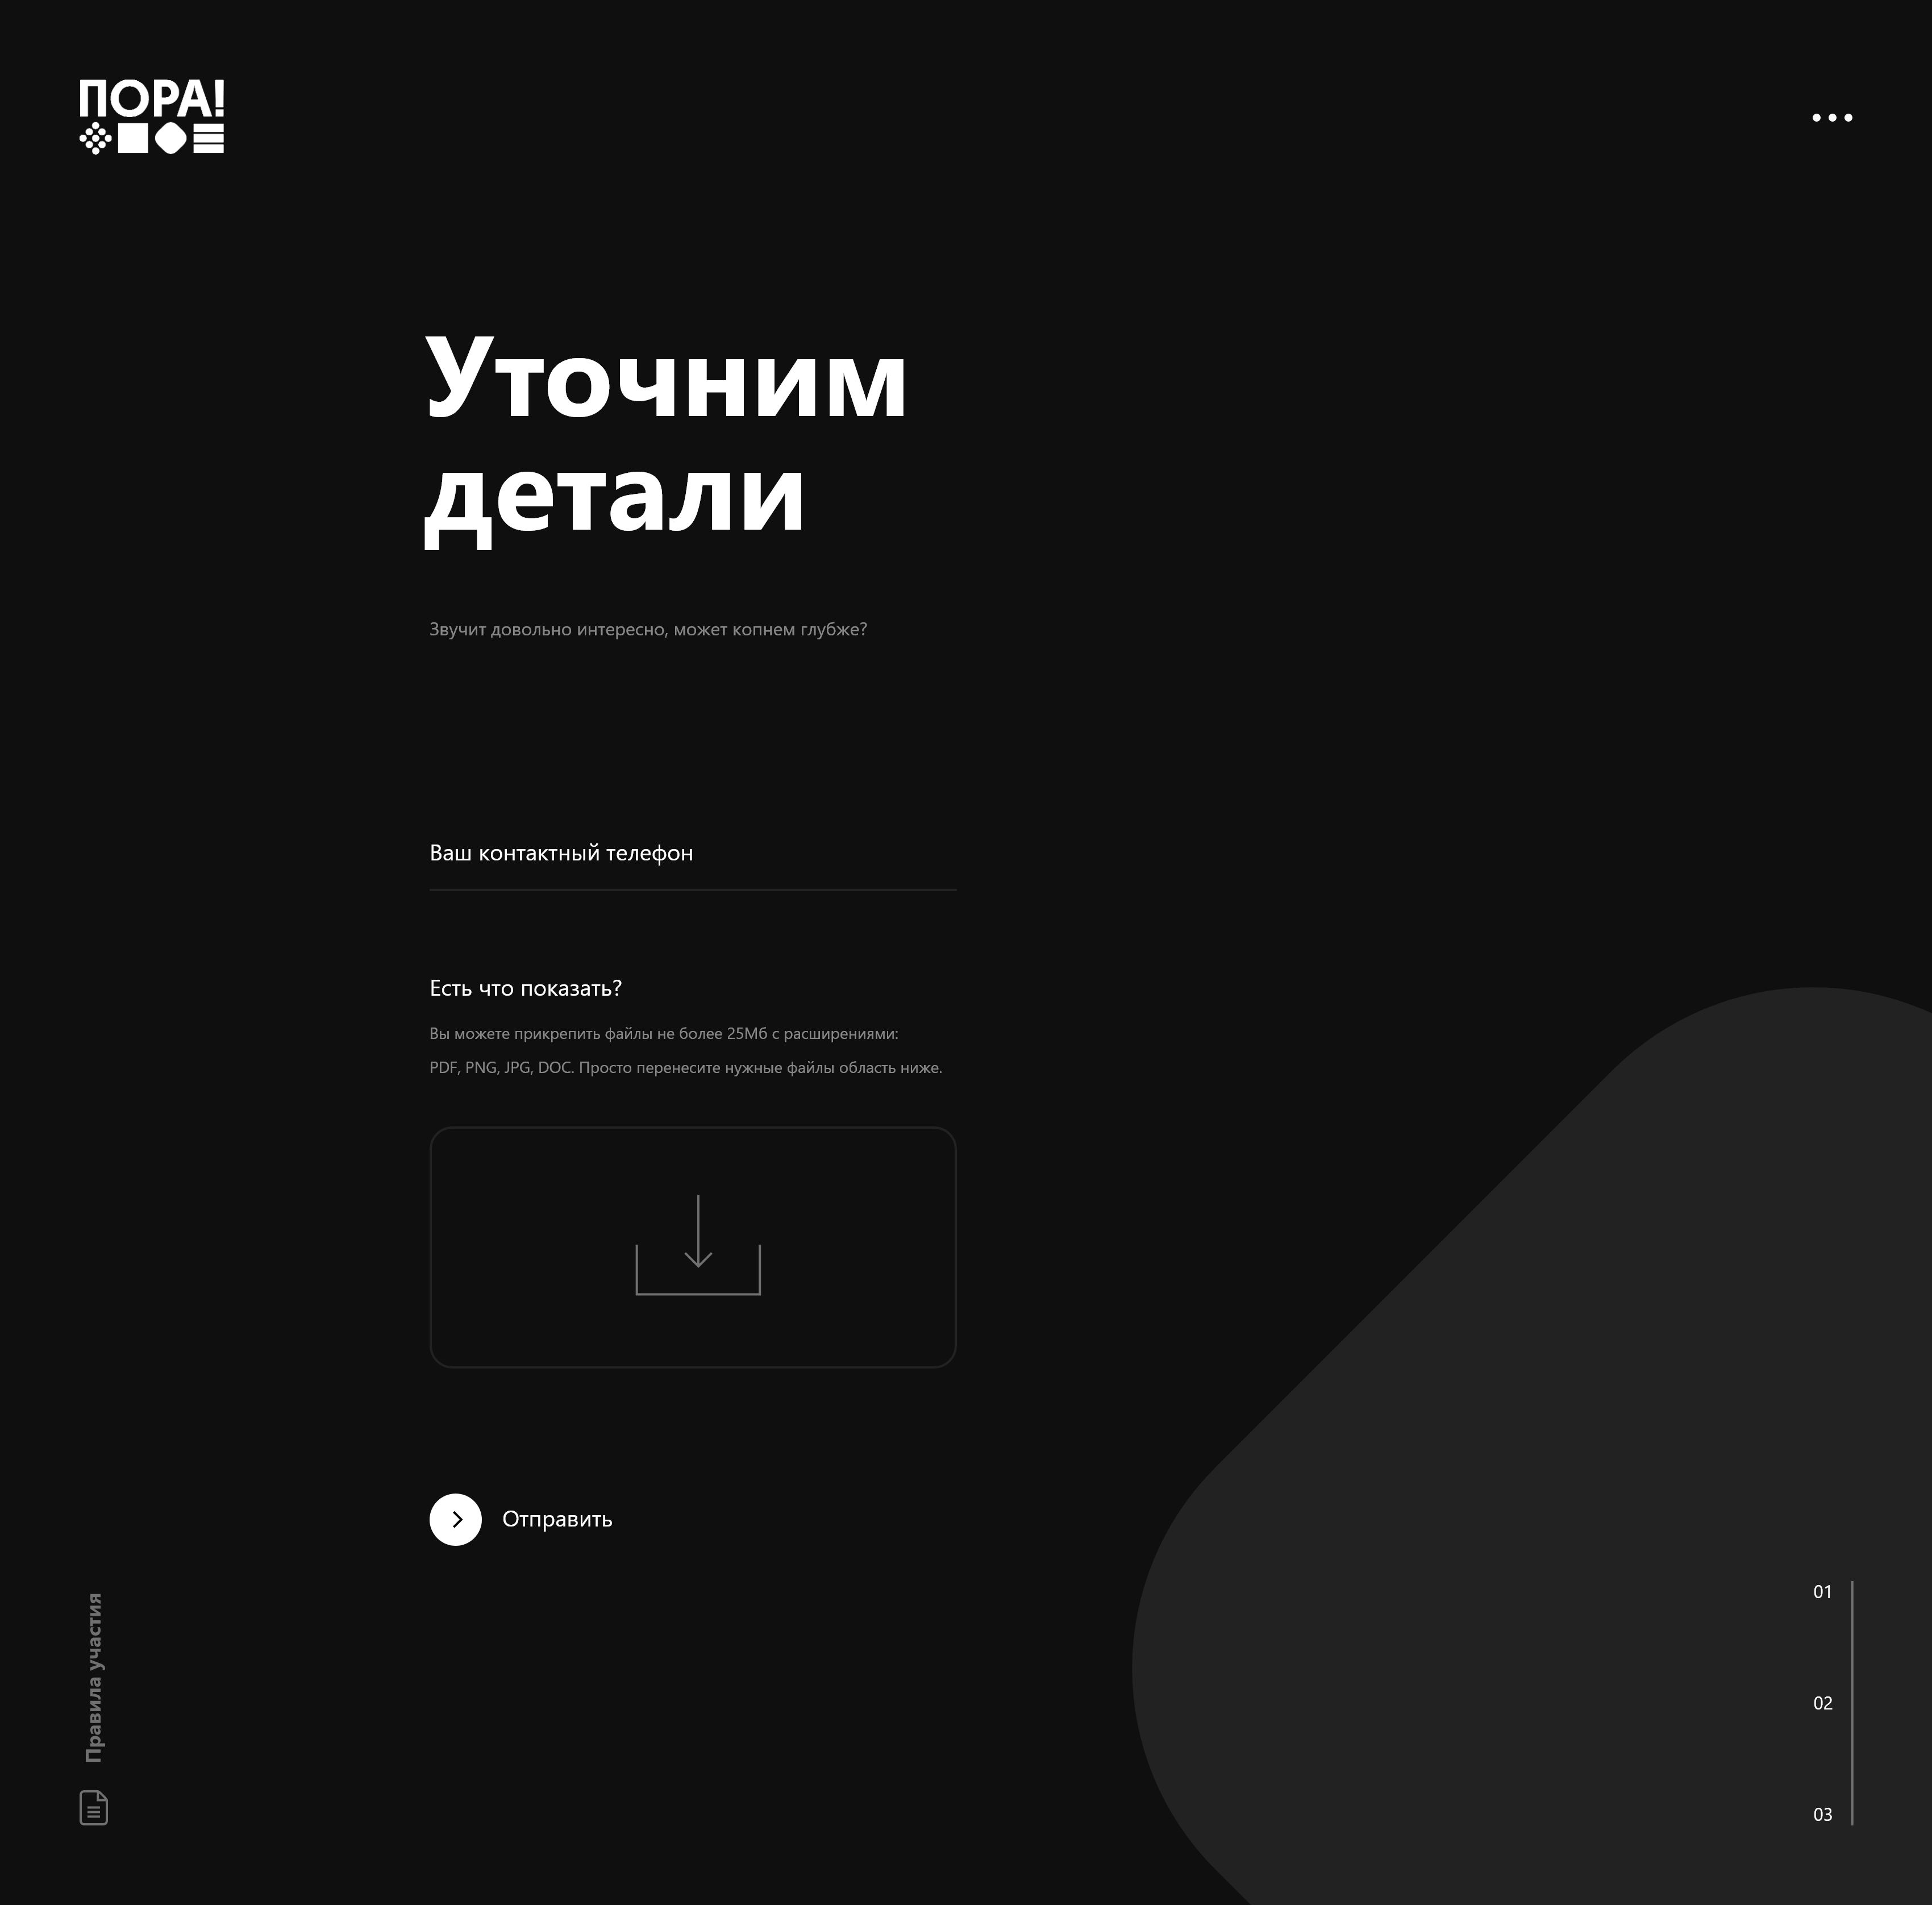 ПОРА!
Уточним
детали
Звучит довольно интересно, может копнем глубже?
Ваш контактный телефон
Есть что показать?
Вы можете прикрепить файлы не более 25Мб с расширениями:
PDF, PNG, JPG, DOC. Просто перенесите нужные файлы область ниже.
Отправить
Правила участия
01
02
03